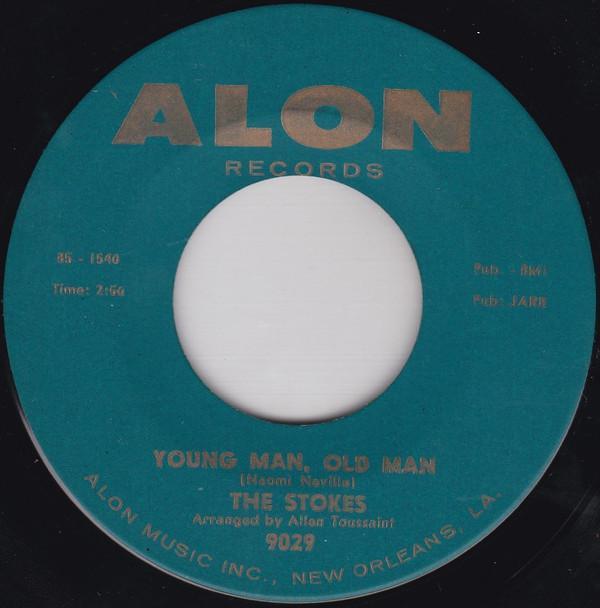 ALON
RECORDS
85 - 1540
Pub. - BMI
Time: 2:
Pub: JARB
YOUNG MAN, OLD MAN
(Naomi Neville)
THE STOKES
Arranged by Allen Toussaint
9029
ALON MUSIC INC., NEW ORLEANS, LA.